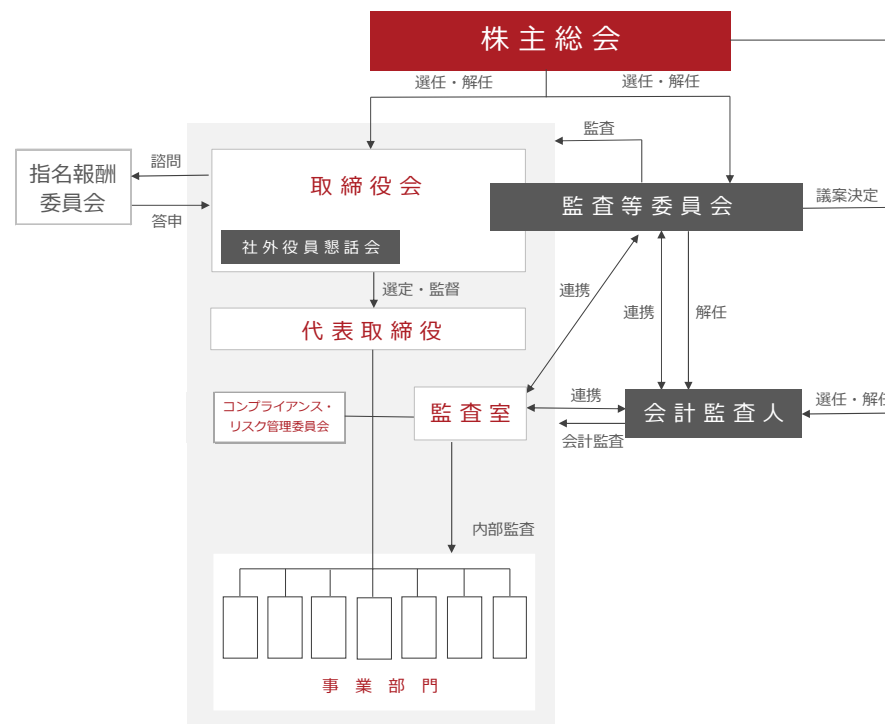 株主総会
選任・解任
選任・解任
監査
指名報酬
委員会
諮問
答申
取締役会
社外役員懇話会
監査等委員会
議案決定
選定・監督
代表取締役
連携
連携
解任
コンプライアンス・
リスク管理委員会
監査室
連携
会計監査
会計監査人
選任・解任
内部監査
事業部門